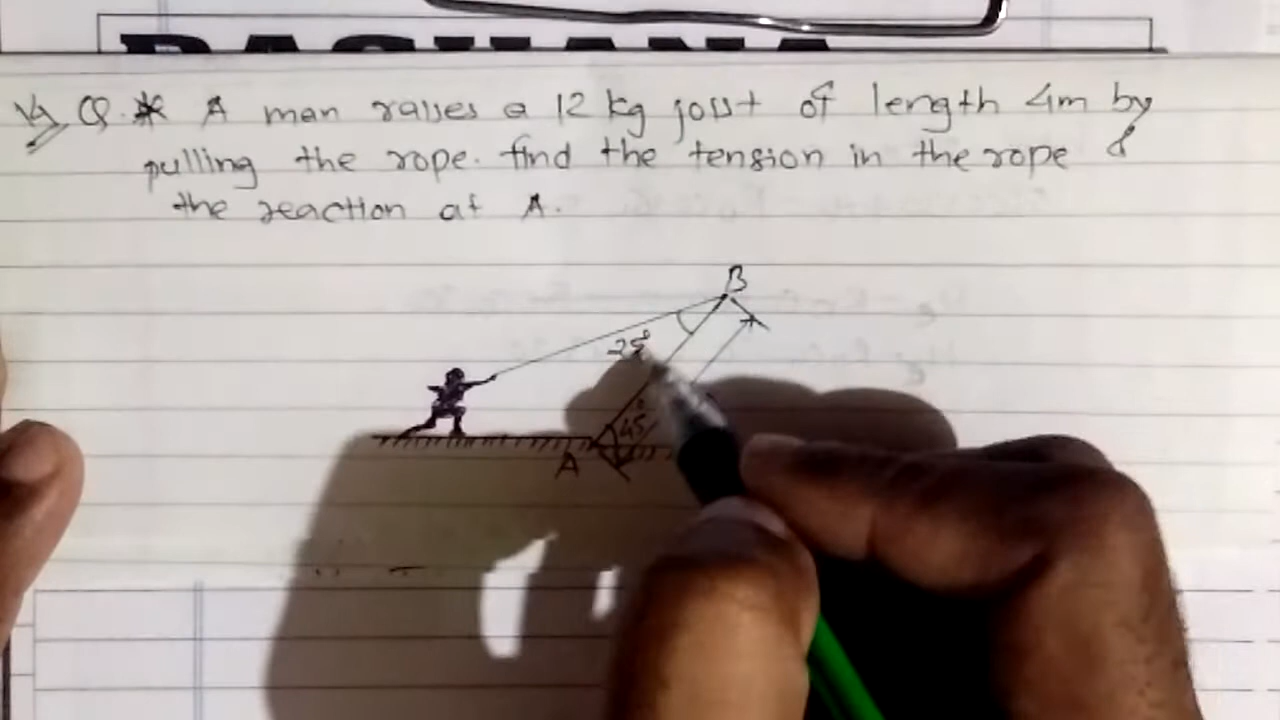 Q.* A man raises a 12 kg joist of length 4m by
pulling the rope. find the tension in the rope &
the reaction at A.
B
25°
45°
A